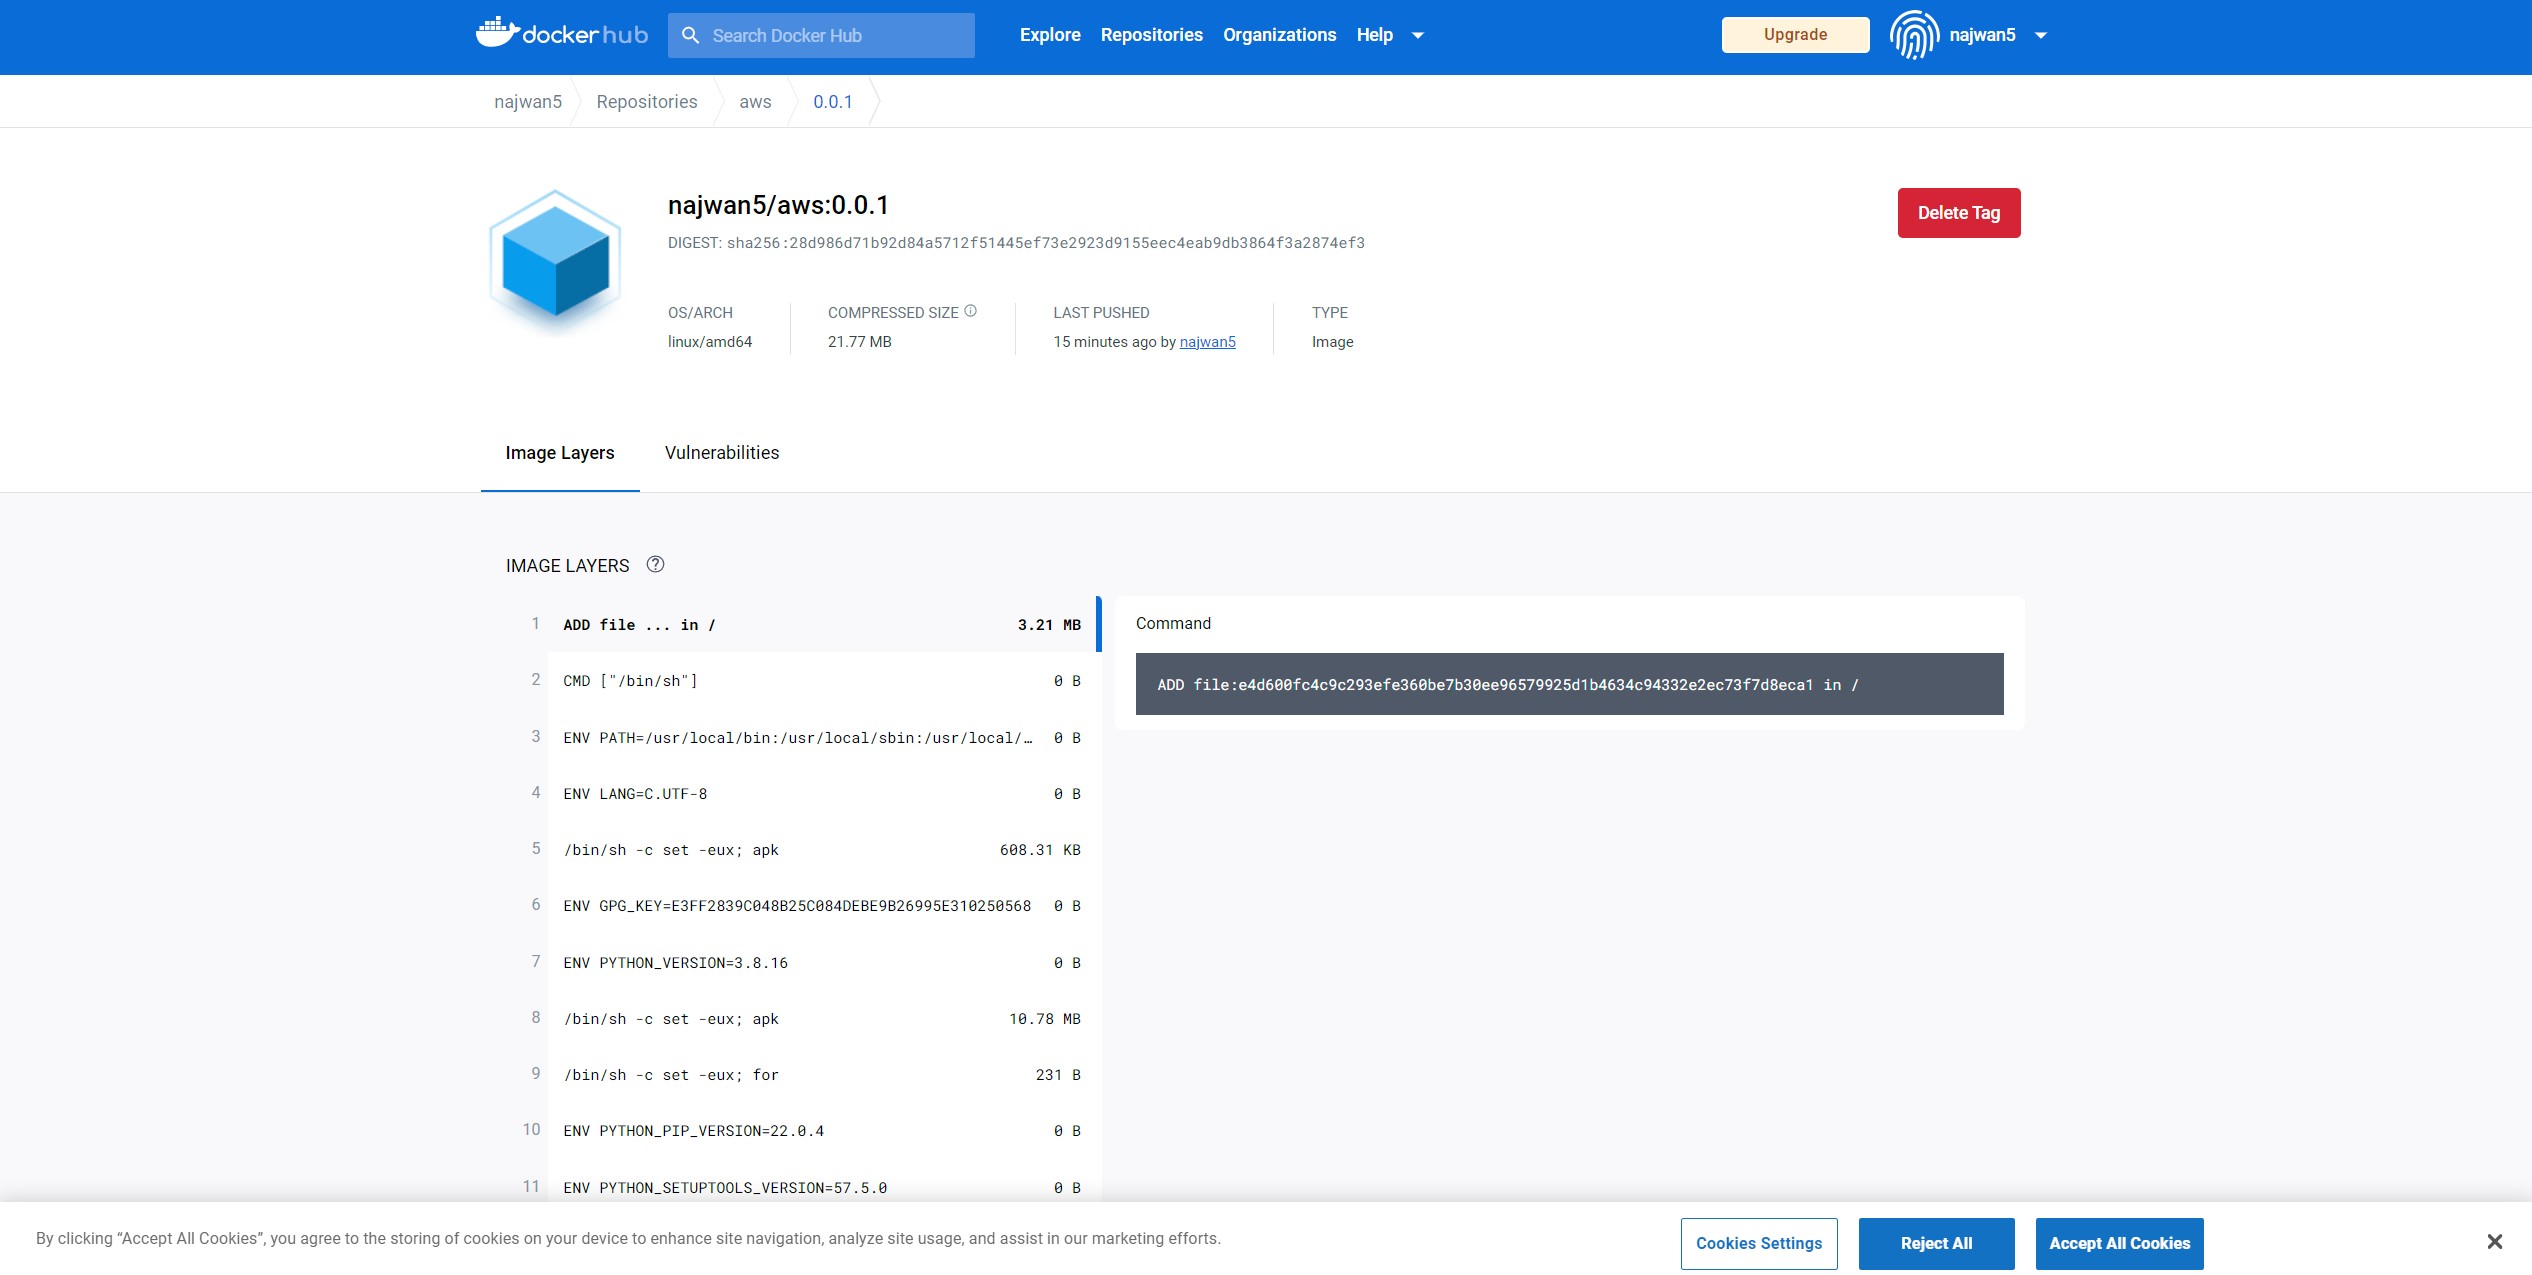 docker hub Search Docker Hub Explore Repositories Organizations Help Upgrade najwan5
najwan5 Repositories aws 0.0.1
najwan5/aws:0.0.1
Delete Tag
DIGEST: sha256:28d986d71b92d84a5712f51445ef73e2923d9155eec4eab9db3864f3a2874ef3
OS/ARCH COMPRESSED SIZE LAST PUSHED TYPE
linux/amd64 21.77 MB 15 minutes ago by najwan5 Image
Image Layers Vulnerabilities
IMAGE LAYERS
1 ADD file ... in / 3.21 MB
2 CMD ["/bin/sh"] 0 B
3 ENV PATH=/usr/local/bin:/usr/local/sbin:/usr/local/… 0 B
4 ENV LANG=C.UTF-8 0 B
5 /bin/sh -c set -eux; apk 608.31 KB
6 ENV GPG_KEY=E3FF2839C048B25C084DEBE9B26995E310250568 0 B
7 ENV PYTHON_VERSION=3.8.16 0 B
8 /bin/sh -c set -eux; apk 10.78 MB
9 /bin/sh -c set -eux; for 231 B
10 ENV PYTHON_PIP_VERSION=22.0.4 0 B
11 ENV PYTHON_SETUPTOOLS_VERSION=57.5.0 0 B
Command
ADD file:e4d600fc4c9c293efe360be7b30ee96579925d1b4634c94332e2ec73f7d8eca1 in /
By clicking “Accept All Cookies”, you agree to the storing of cookies on your device to enhance site navigation, analyze site usage, and assist in our marketing efforts.
Cookies Settings Reject All Accept All Cookies